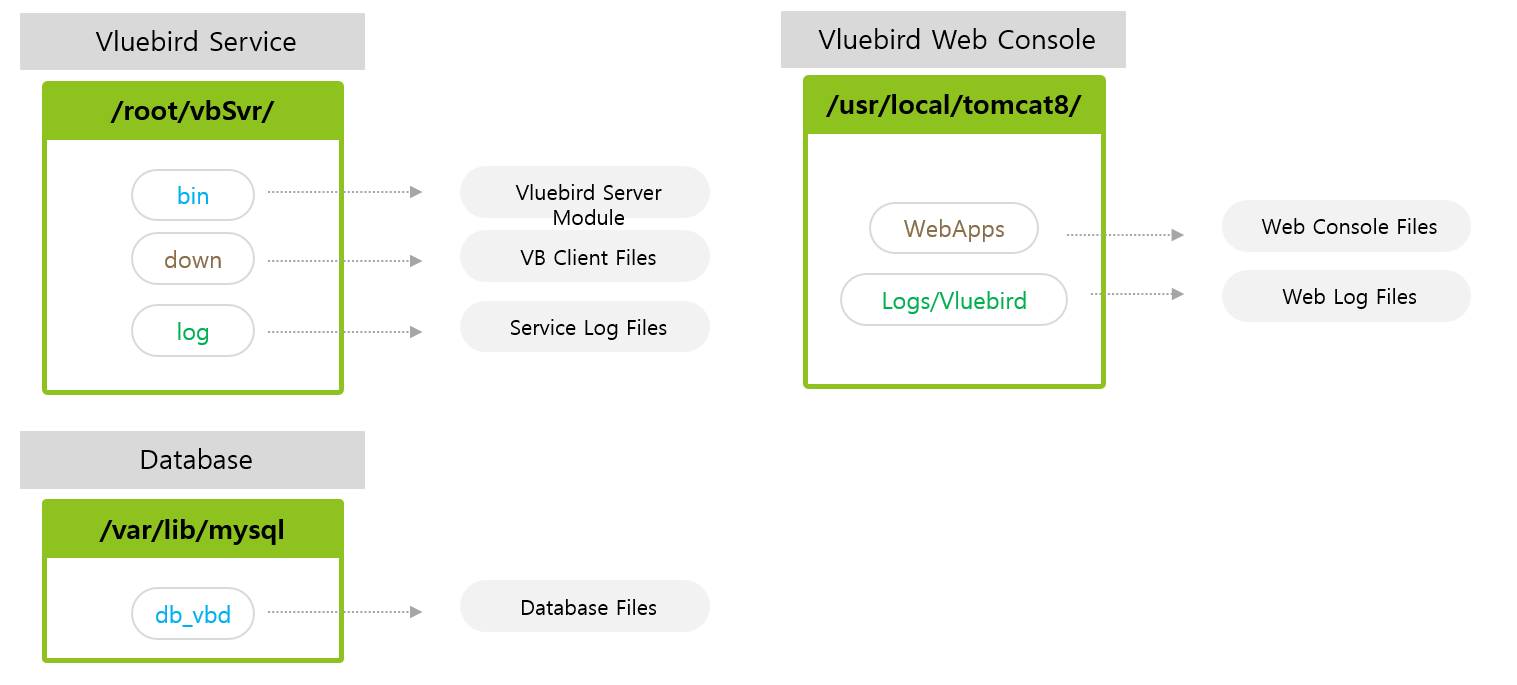 Vluebird Service
/root/vbSvr/
bin
Vluebird Server
Module
down
VB Client Files
log
Service Log Files
Vluebird Web Console
/usr/local/tomcat8/
WebApps
Web Console Files
Logs/Vluebird
Web Log Files
Database
/var/lib/mysql
db_vbd
Database Files